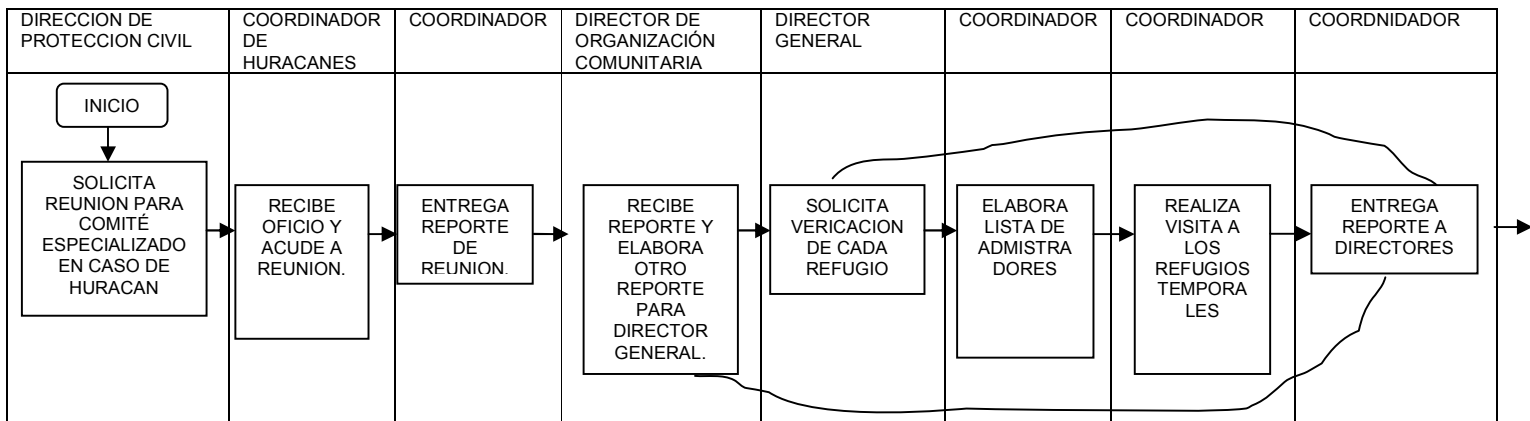 DIRECCION DE
PROTECCION CIVIL
COORDINADOR
DE
HURACANES
COORDINADOR
DIRECTOR DE
ORGANIZACIÓN
COMUNITARIA
DIRECTOR
GENERAL
COORDINADOR
COORDINADOR
COORDNIDADOR
INICIO
SOLICITA
REUNION PARA
COMITÉ
ESPECIALIZADO
EN CASO DE
HURACAN
RECIBE
OFICIO Y
ACUDE A
REUNION.
ENTREGA
REPORTE
DE
REUNION.
RECIBE
REPORTE Y
ELABORA
OTRO
REPORTE
PARA
DIRECTOR
GENERAL.
SOLICITA
VERICACION
DE CADA
REFUGIO
ELABORA
LISTA DE
ADMISTRA
DORES
REALIZA
VISITA A
LOS
REFUGIOS
TEMPORA
LES
ENTREGA
REPORTE A
DIRECTORES